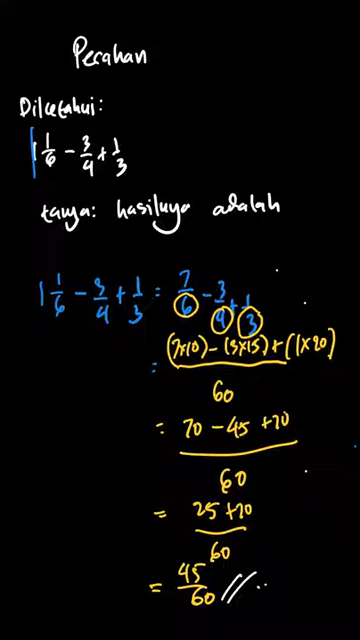 Pecahan
Diketahui:
1 1/6 - 3/4 + 1/3
tanya: hasilnya adalah
1 1/6 - 3/4 + 1/3 = 7/6 - 3/4 + 1/3
= (7x10) - (3x15) + (1x20) / 60
= 70 - 45 + 20 / 60
= 25 + 20 / 60
= 45/60 //